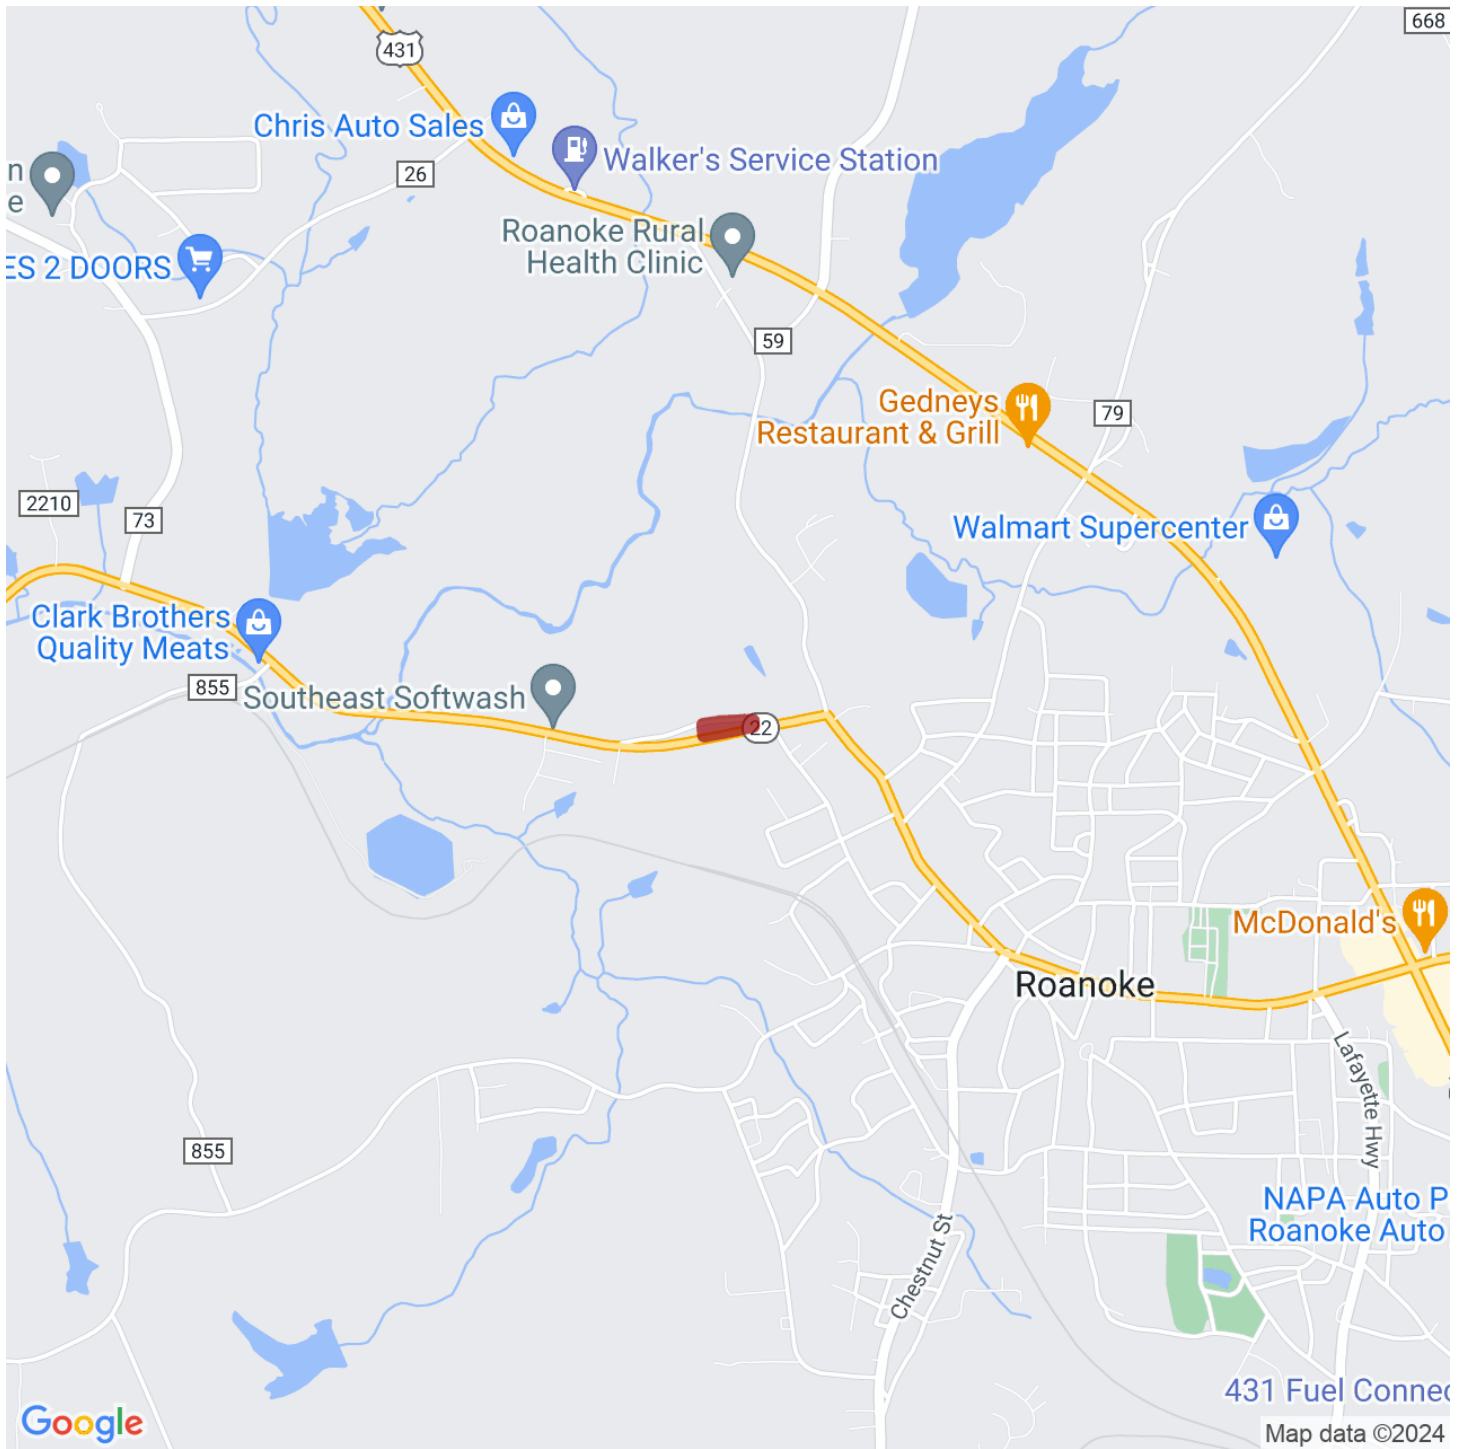 668
431
Chris Auto Sales
Walker's Service Station
26
n
e
Roanoke Rural
Health Clinic
ES 2 DOORS
59
Gedneys
Restaurant & Grill
79
2210
73
Walmart Supercenter
Clark Brothers
Quality Meats
855
Southeast Softwash
22
McDonald's
Roanoke
Lafayette Hwy
855
NAPA Auto P
Roanoke Auto
Chestnut St
431 Fuel Connec
Google
Map data ©2024